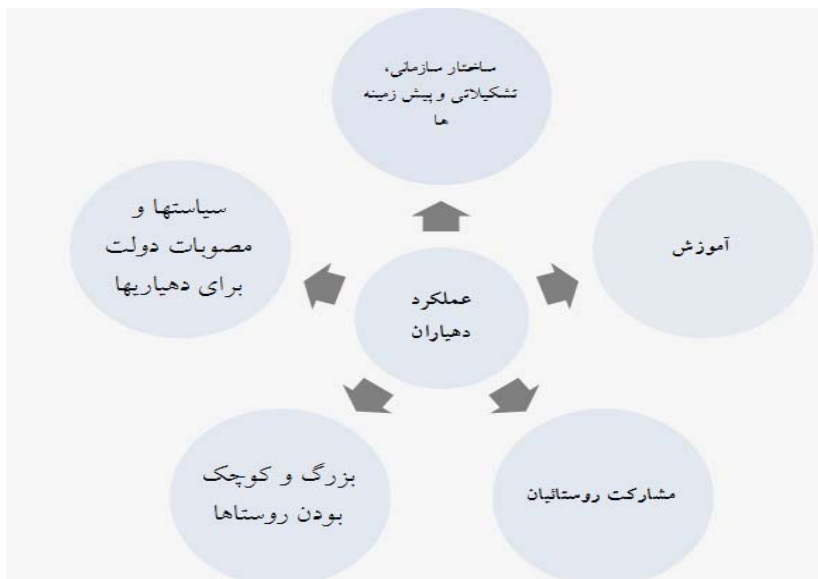 ساختار سازمانی،
تشکیلاتی و پیش زمینه
ها
آموزش
سیاستها و
مصوبات دولت
برای دهیاریها
عملکرد
دهیاران
مشارکت روستائیان
بزرگ و کوچک
بودن روستاها